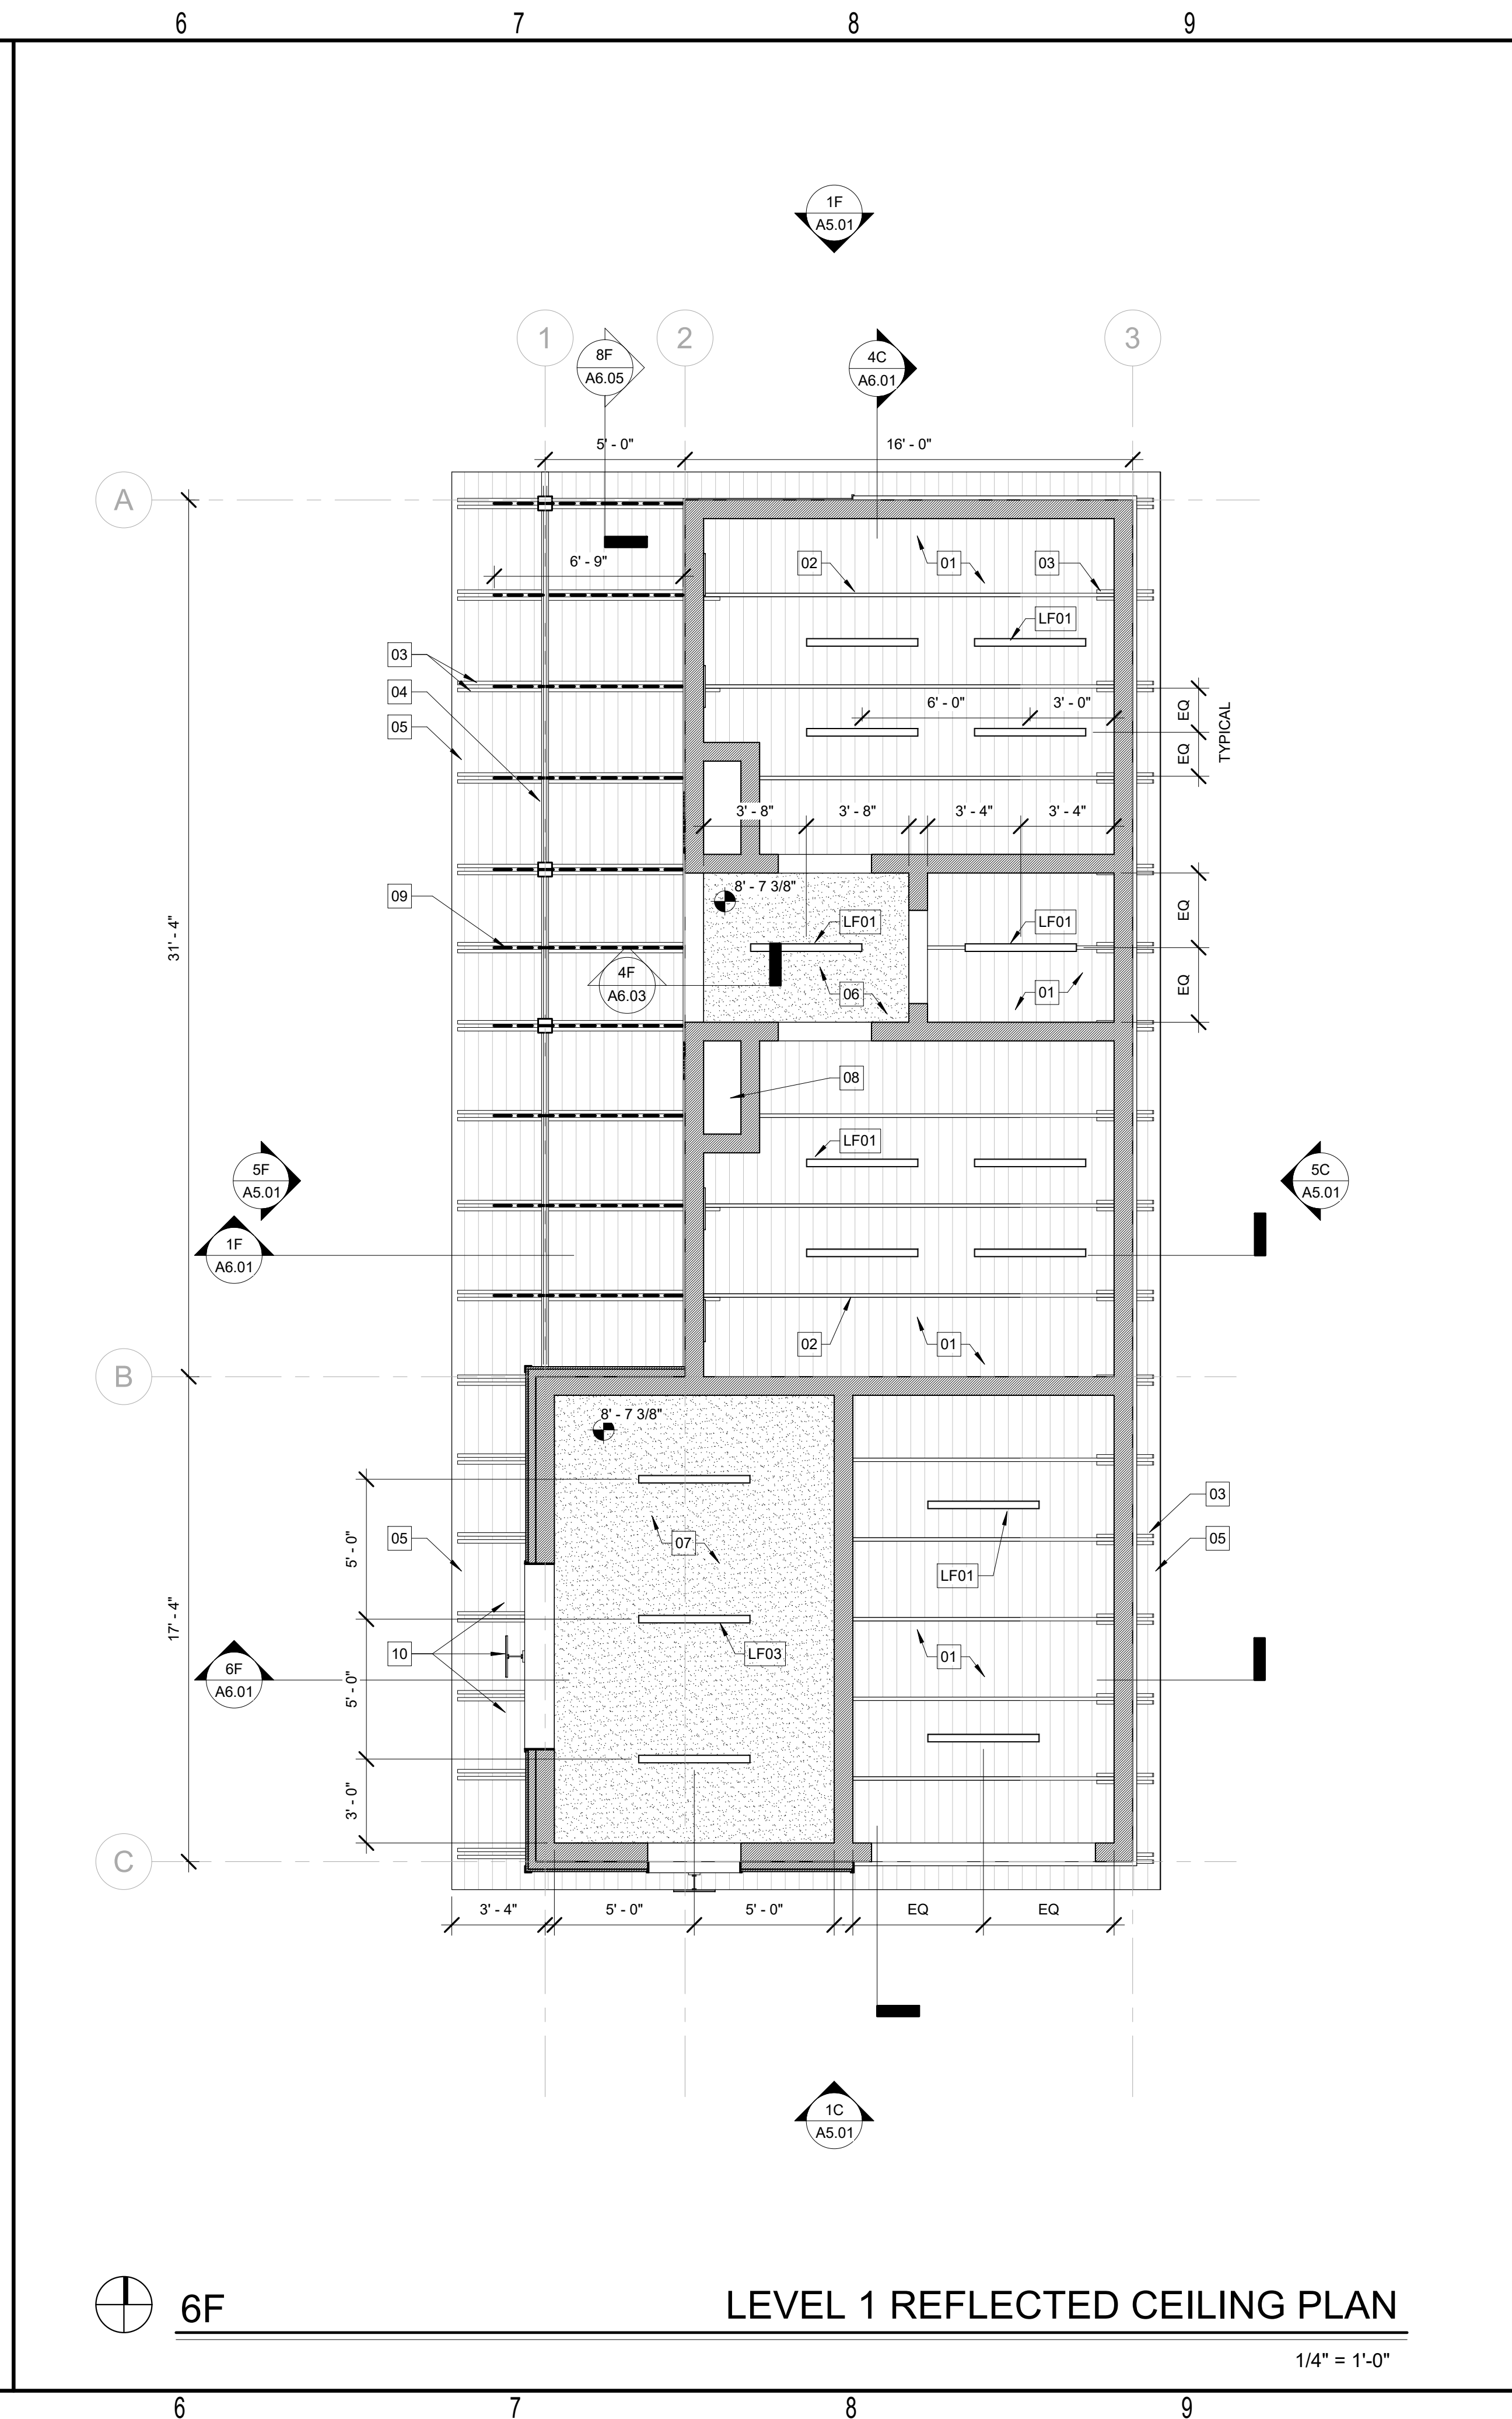 6 7 8 9
1F
A5.01
1 2 3
8F
A6.05
4C
A6.01
5' - 0" 16' - 0"
A
6' - 9"
02 01 03
LF01
03
04
05
6' - 0" 3' - 0"
EQ
EQ
TYPICAL
3' - 8" 3' - 8" 3' - 4" 3' - 4"
8' - 7 3/8"
09
LF01 LF01
EQ
EQ
31' - 4"
4F
A6.03
06 01
08
LF01
5F
A5.01
5C
A5.01
1F
A6.01
02 01
B
8' - 7 3/8"
03
05 07 05
5' - 0"
LF01
17' - 4"
10 LF03 01
6F
A6.01
5' - 0"
3' - 0"
C
3' - 4" 5' - 0" 5' - 0" EQ EQ
1C
A5.01
6F LEVEL 1 REFLECTED CEILING PLAN
1/4" = 1'-0"
6 7 8 9